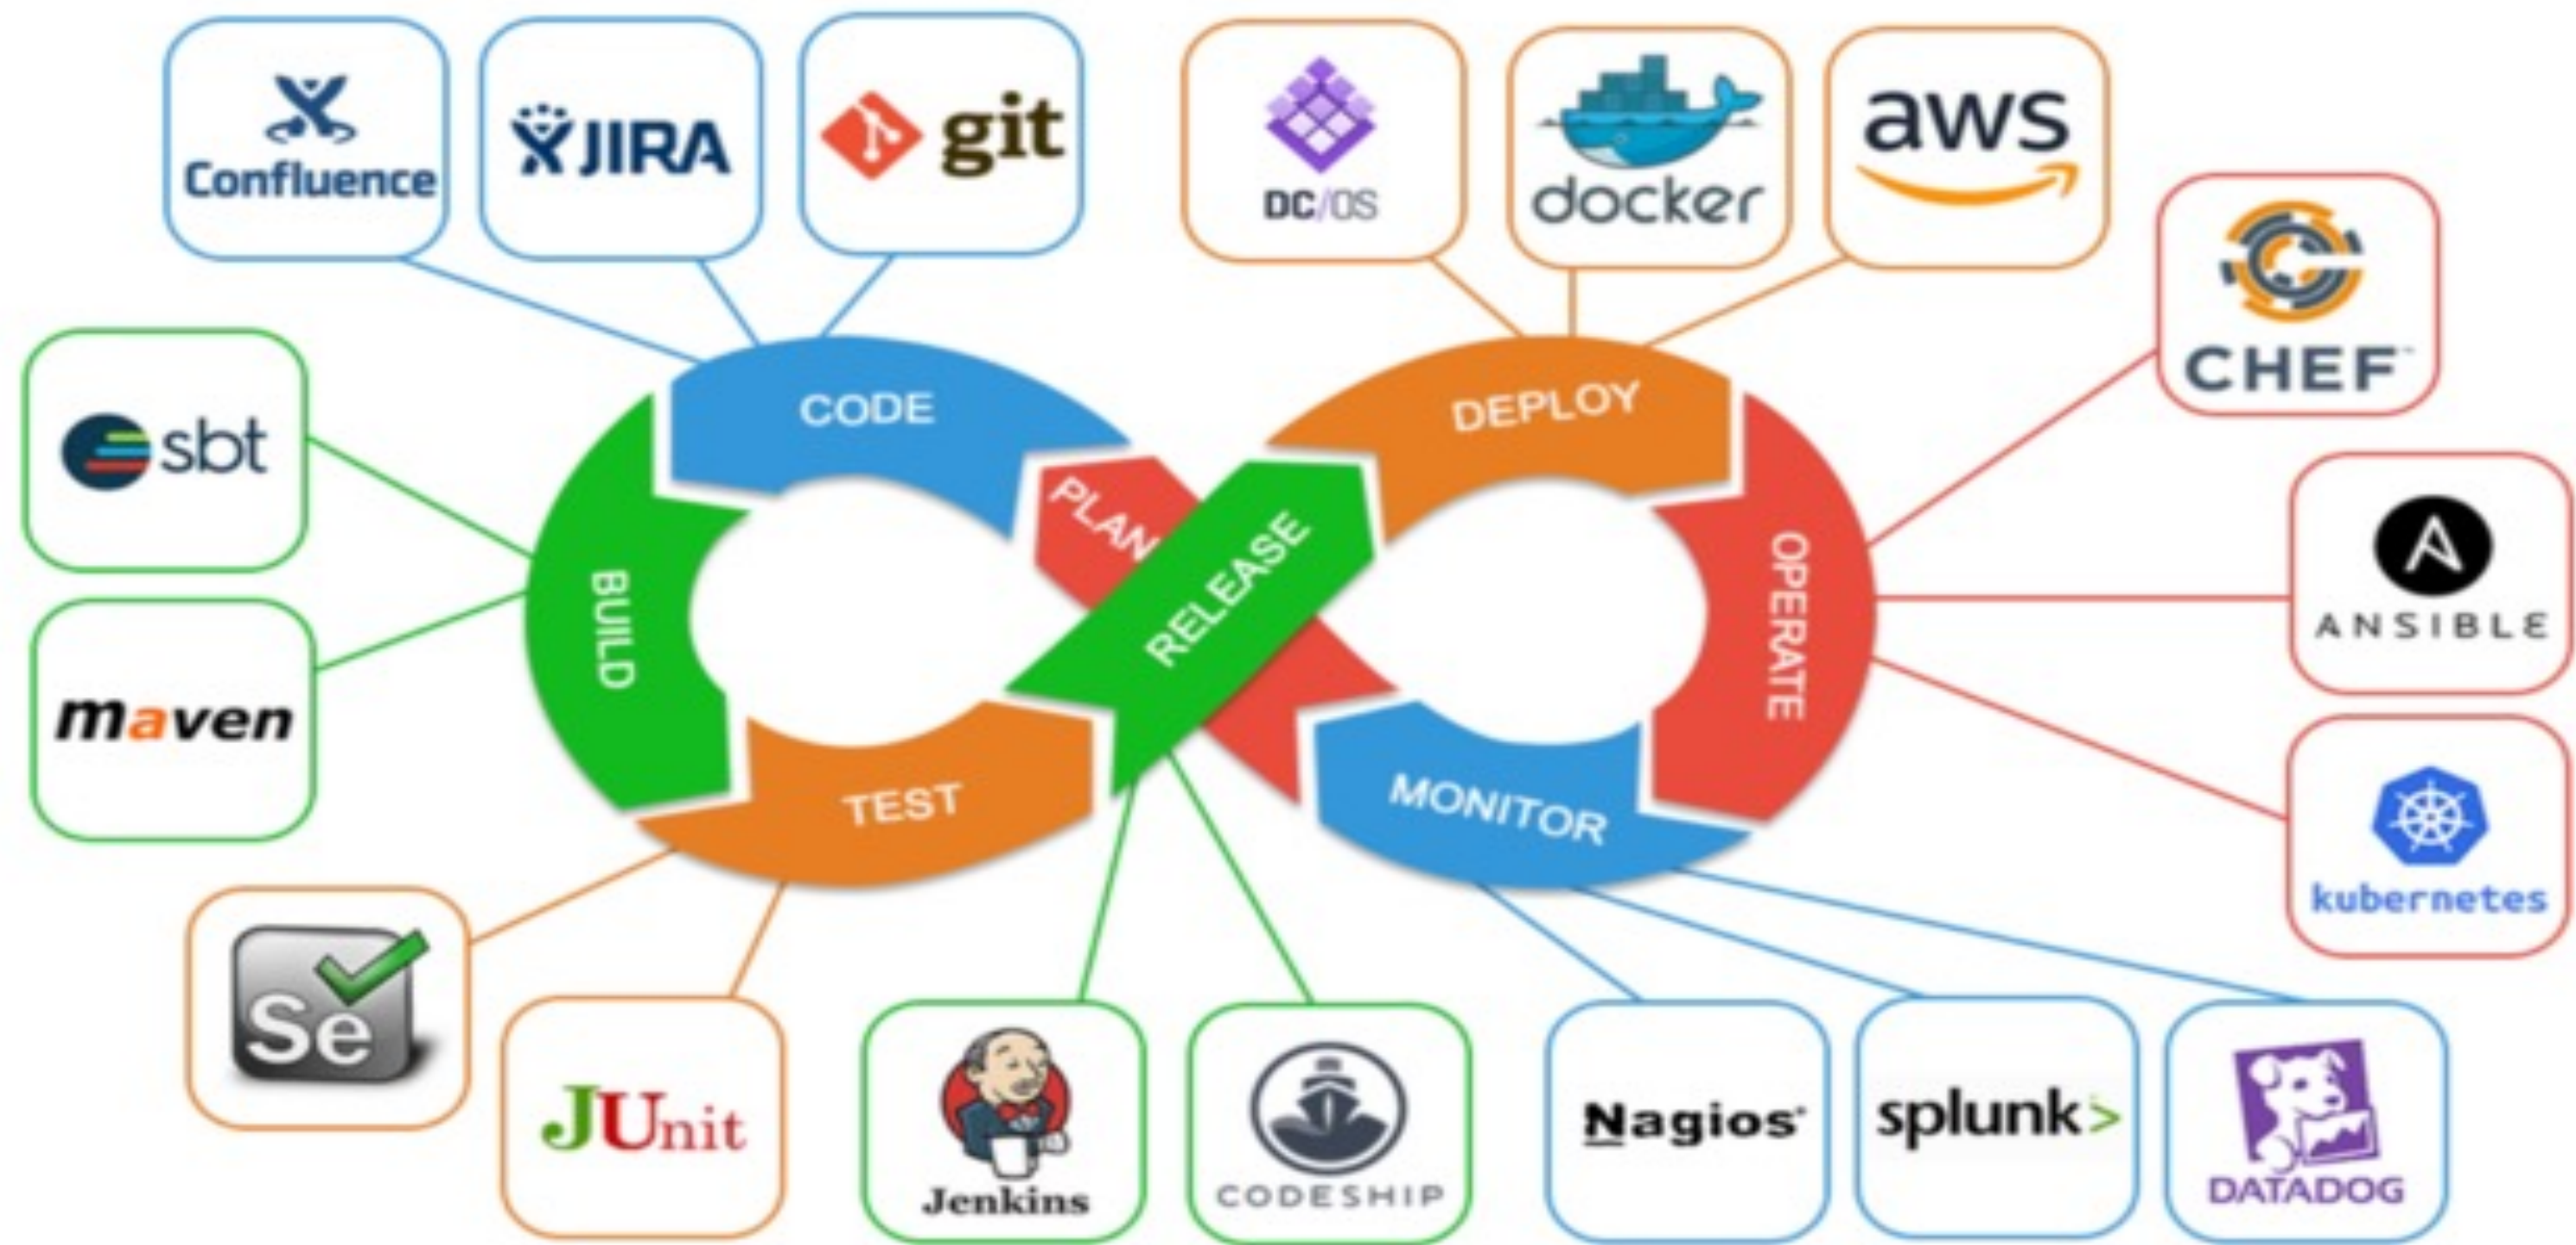 Confluence
JIRA
git
DC/OS
docker
aws
CHEF
sbt
CODE
DEPLOY
PLAN
RELEASE
OPERATE
ANSIBLE
BUILD
maven
TEST
MONITOR
kubernetes
Se
JUnit
Jenkins
CODESHIP
Nagios
splunk>
DATADOG